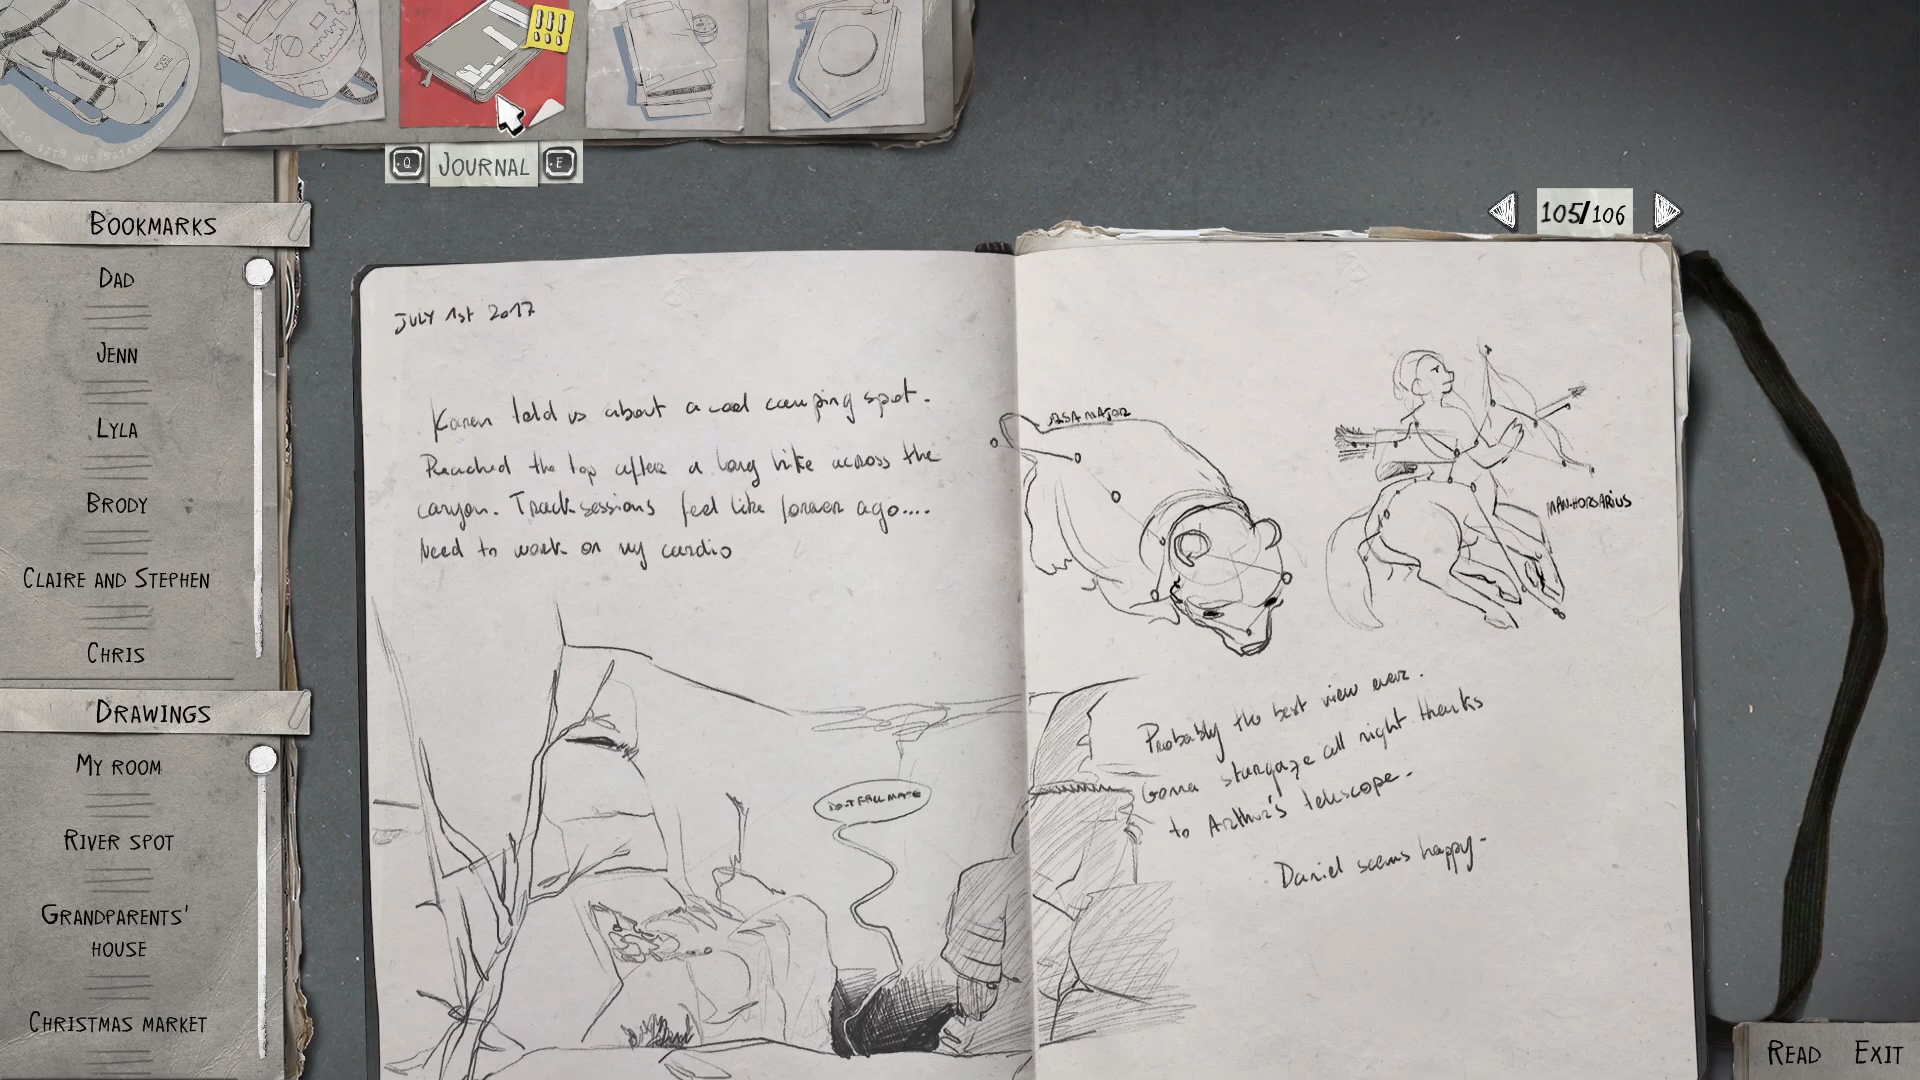 Q JOURNAL E
105/106
BOOKMARKS
DAD
JENN
LYLA
BRODY
CLAIRE AND STEPHEN
CHRIS
DRAWINGS
MY ROOM
RIVER SPOT
GRANDPARENTS'
HOUSE
CHRISTMAS MARKET
JULY 1st 2017
Karen told us about a cool camping spot.
Reached the top after a long hike across the
canyon. Track sessions feel like forever ago....
Need to work on my cardio
URSA MAJOR
MAN-HORSARIUS
Probably the best view ever.
Gonna stargaze all night thanks
to Arthur's telescope.
Daniel seems happy.
READ EXIT